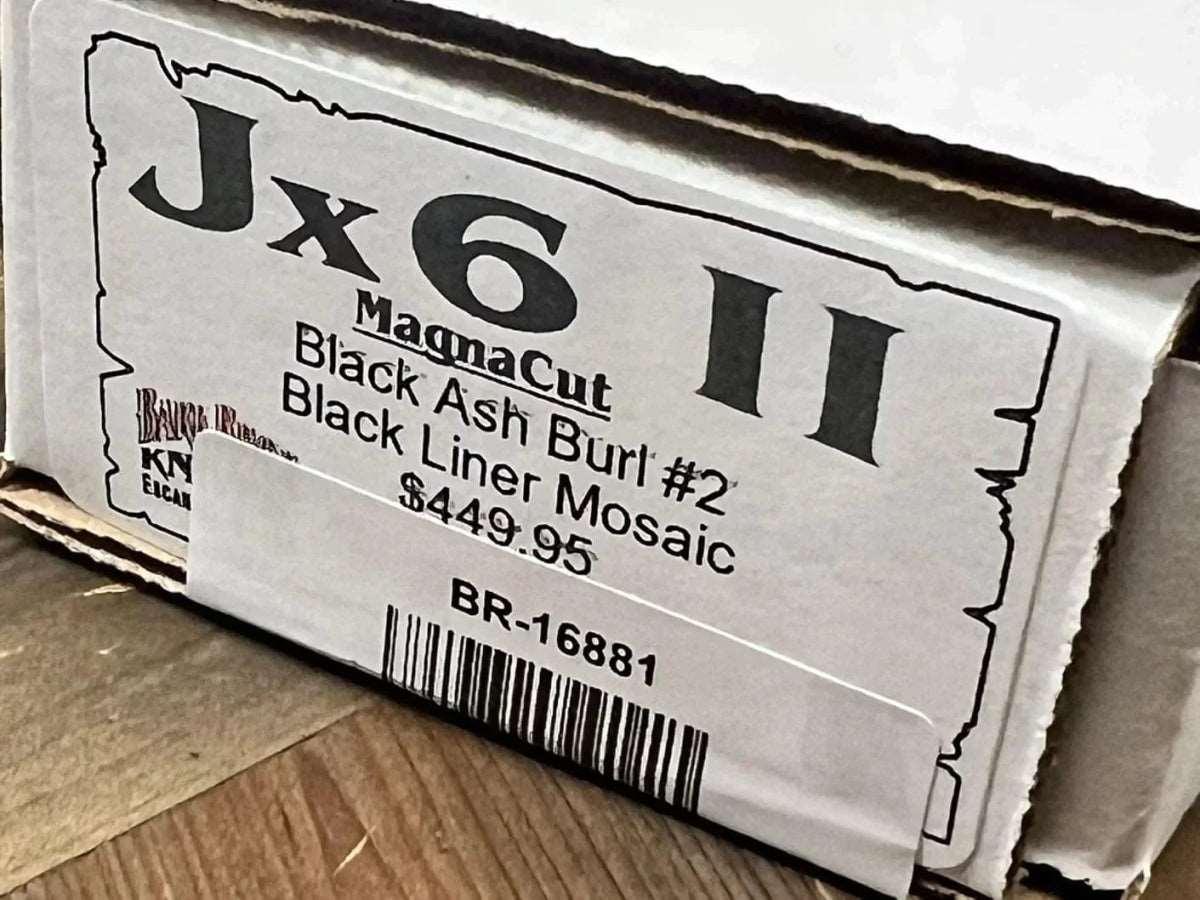 Jx6 II
MagnaCut
Black Ash Burl #2
Black Liner Mosaic
$449.95
BR-16881